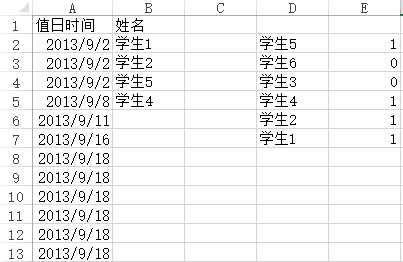 A B C D E
1 值日时间 姓名
2 2013/9/2 学生1 学生5 1
3 2013/9/2 学生2 学生6 0
4 2013/9/2 学生5 学生3 0
5 2013/9/8 学生4 学生4 1
6 2013/9/11 学生2 1
7 2013/9/16 学生1 1
8 2013/9/18
9 2013/9/18
10 2013/9/18
11 2013/9/18
12 2013/9/18
13 2013/9/18